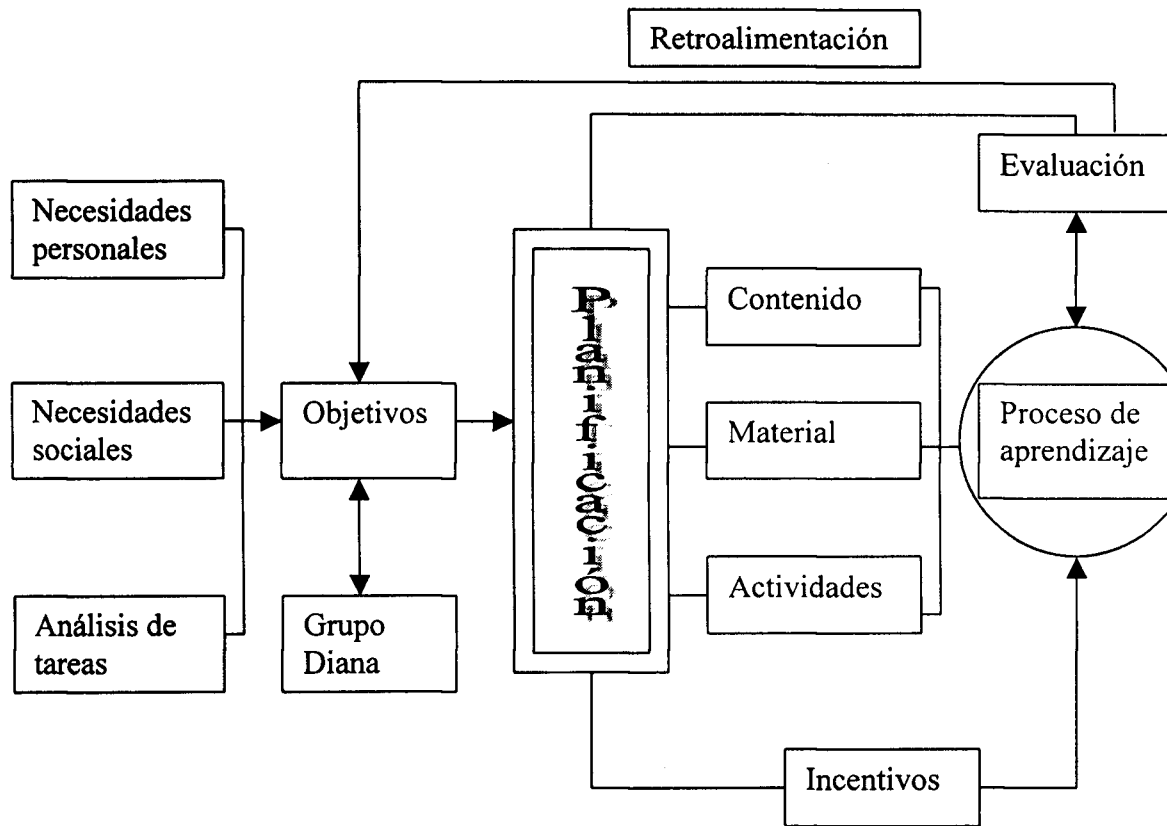 Retroalimentación
Evaluación
Necesidades
personales
Contenido
Necesidades
sociales
Objetivos
Planificación
Material
Proceso de
aprendizaje
Análisis de
tareas
Grupo
Diana
Actividades
Incentivos